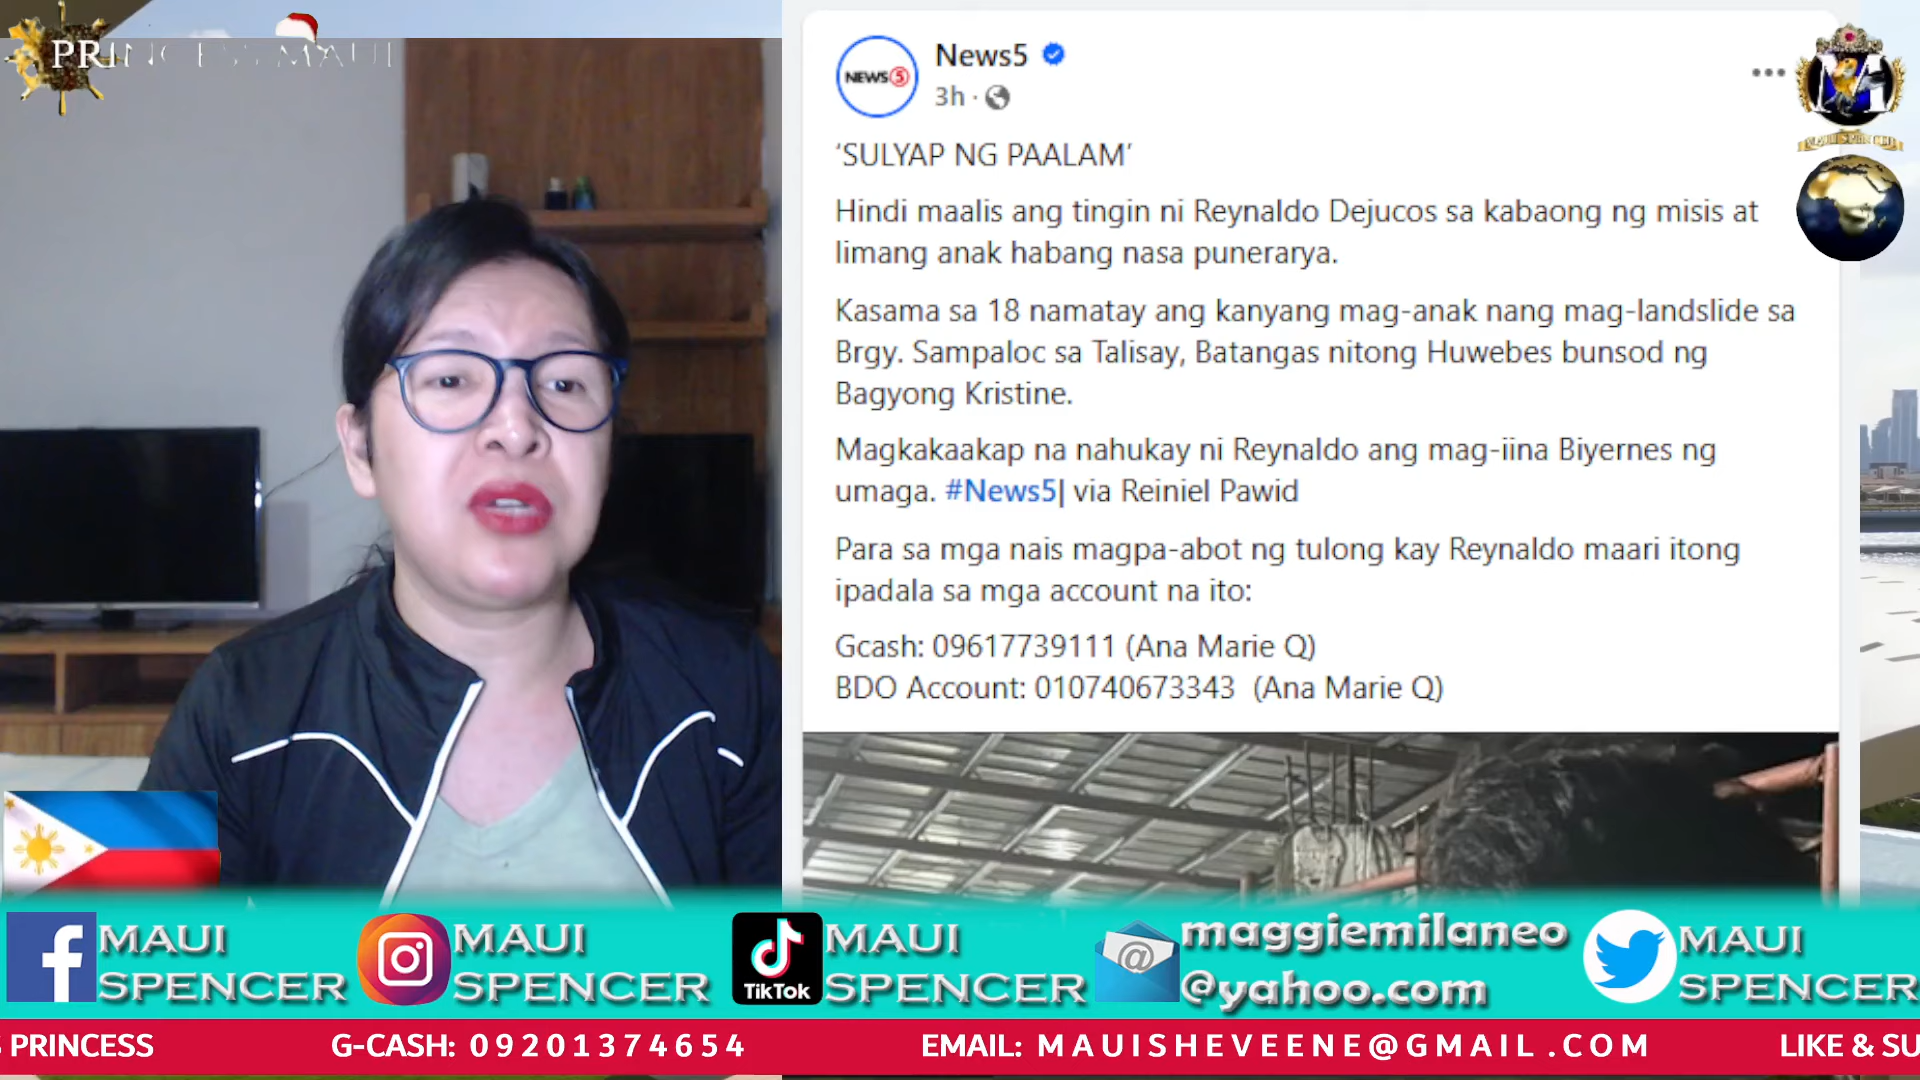 PRINCESS MAUI
NEWS5
News5
3h ·
‘SULYAP NG PAALAM’
Hindi maalis ang tingin ni Reynaldo Dejucos sa kabaong ng misis at
limang anak habang nasa punerarya.
Kasama sa 18 namatay ang kanyang mag-anak nang mag-landslide sa
Brgy. Sampaloc sa Talisay, Batangas nitong Huwebes bunsod ng
Bagyong Kristine.
Magkakaakap na nahukay ni Reynaldo ang mag-iina Biyernes ng
umaga. #News5| via Reiniel Pawid
Para sa mga nais magpa-abot ng tulong kay Reynaldo maari itong
ipadala sa mga account na ito:
Gcash: 09617739111 (Ana Marie Q)
BDO Account: 010740673343 (Ana Marie Q)
M
MAUI SPENCER
MAUI
SPENCER
MAUI
SPENCER
TikTok
MAUI
SPENCER
maggiemilaneo
@yahoo.com
MAUI
SPENCER
S PRINCESS
G-CASH: 09201374654
EMAIL: MAUISHEVEENE@GMAIL .COM
LIKE & SU